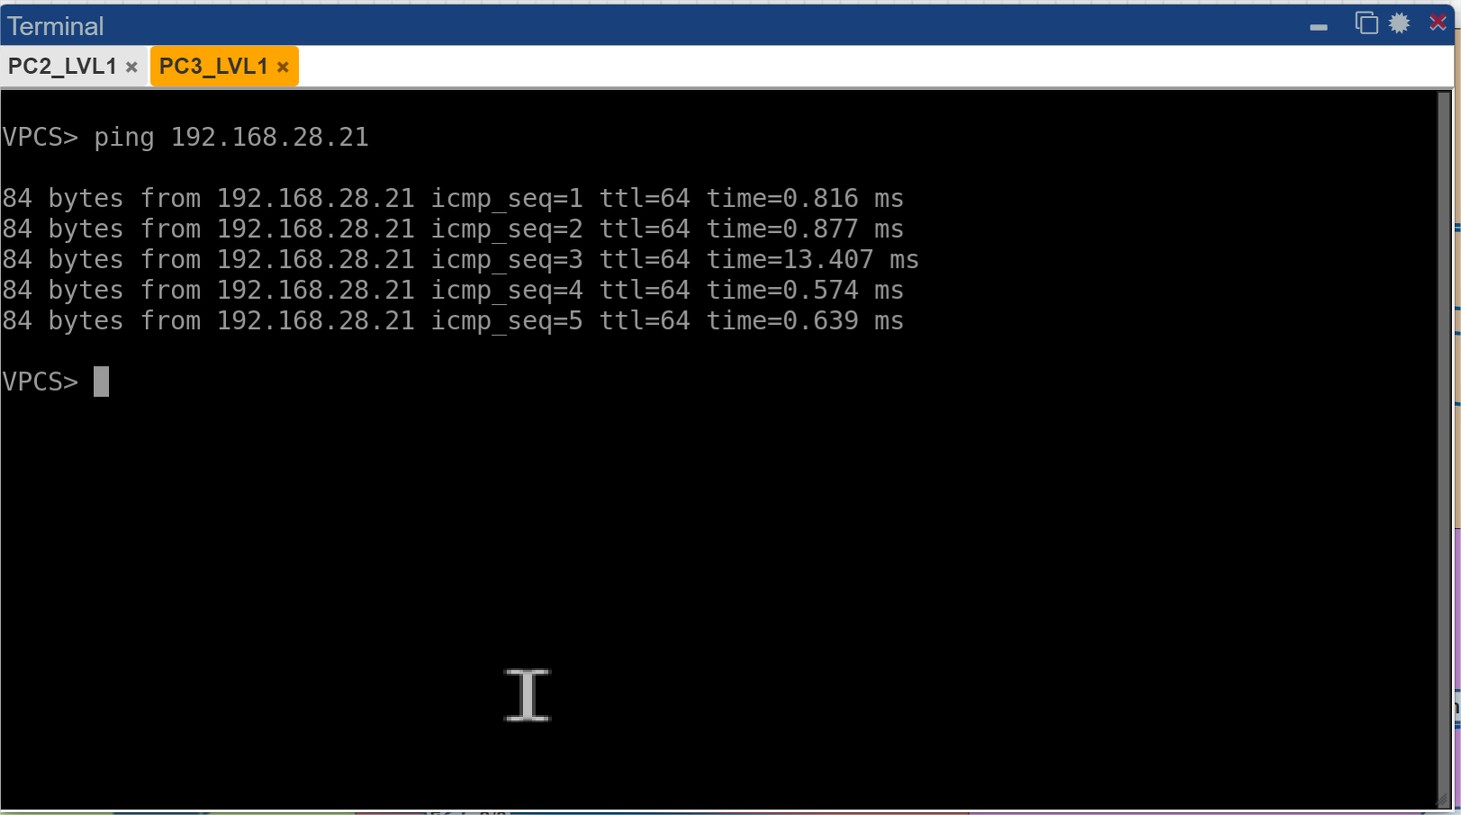 Terminal
PC2_LVL1 × PC3_LVL1 ×
VPCS> ping 192.168.28.21
84 bytes from 192.168.28.21 icmp_seq=1 ttl=64 time=0.816 ms
84 bytes from 192.168.28.21 icmp_seq=2 ttl=64 time=0.877 ms
84 bytes from 192.168.28.21 icmp_seq=3 ttl=64 time=13.407 ms
84 bytes from 192.168.28.21 icmp_seq=4 ttl=64 time=0.574 ms
84 bytes from 192.168.28.21 icmp_seq=5 ttl=64 time=0.639 ms
VPCS>